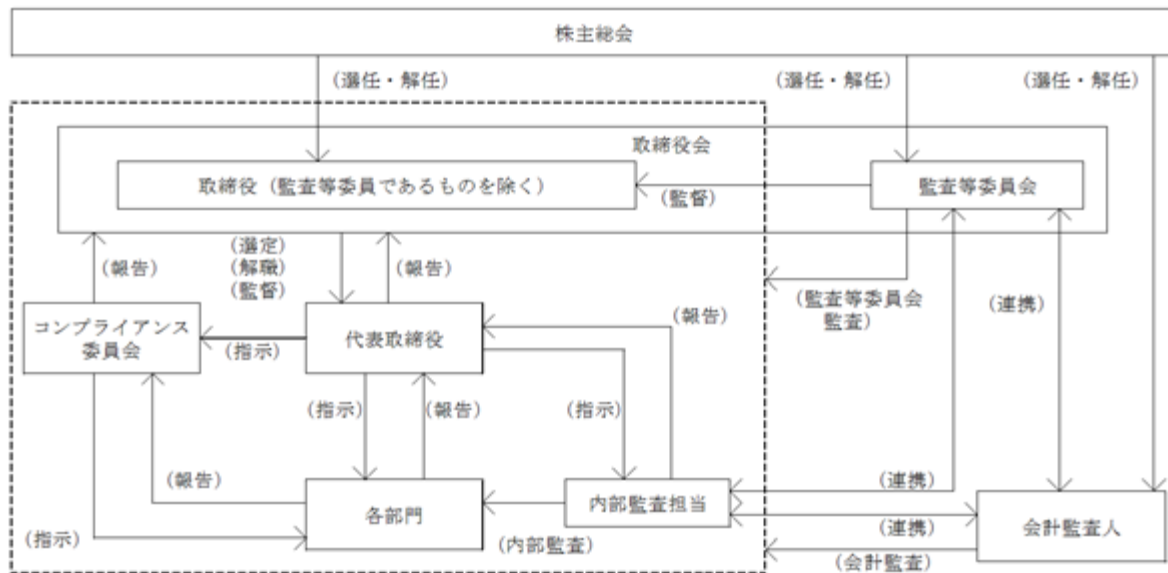 株主総会
(選任・解任)
(選任・解任)
(選任・解任)
取締役会
取締役（監査等委員であるものを除く）
(監督)
監査等委員会
(報告)
(選定)
(解職)
(監督)
(報告)
(監査等委員会
監査)
(連携)
コンプライアンス
委員会
(指示)
代表取締役
(報告)
(指示)
(報告)
(指示)
(報告)
(指示)
各部門
(内部監査)
内部監査担当
(連携)
(連携)
(会計監査)
会計監査人